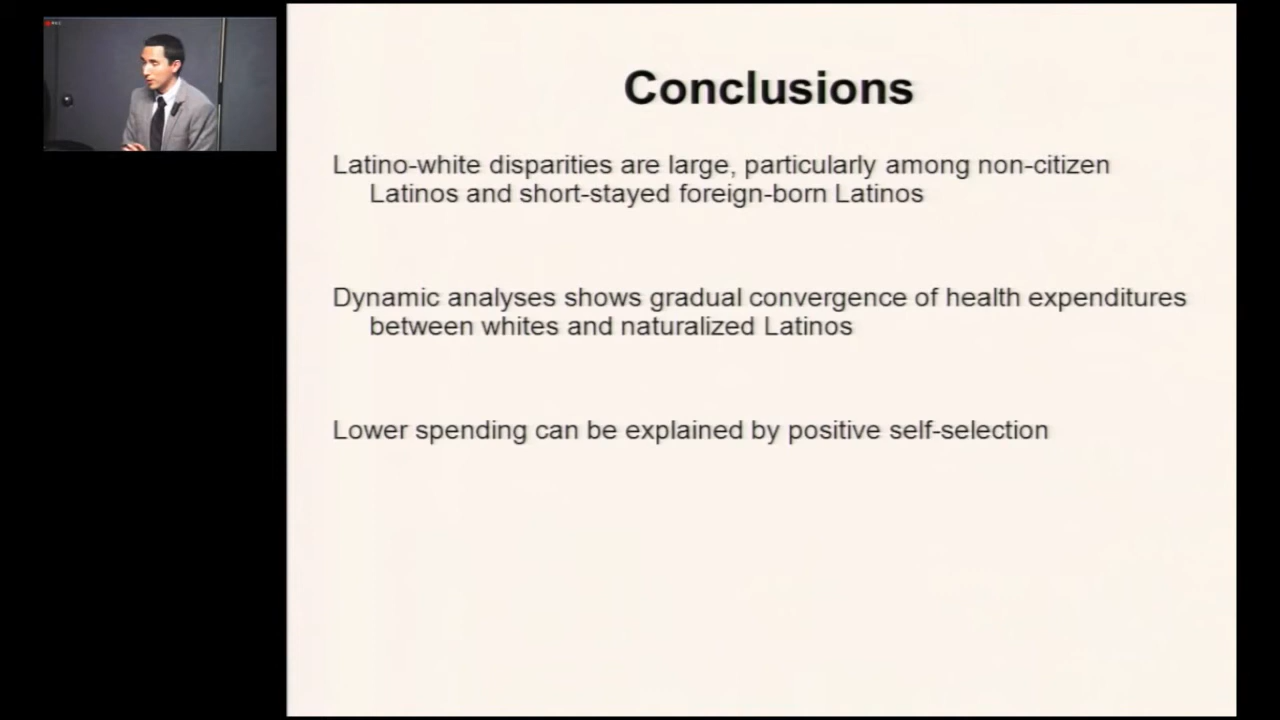 Conclusions
Latino-white disparities are large, particularly among non-citizen
Latinos and short-stayed foreign-born Latinos
Dynamic analyses shows gradual convergence of health expenditures
between whites and naturalized Latinos
Lower spending can be explained by positive self-selection